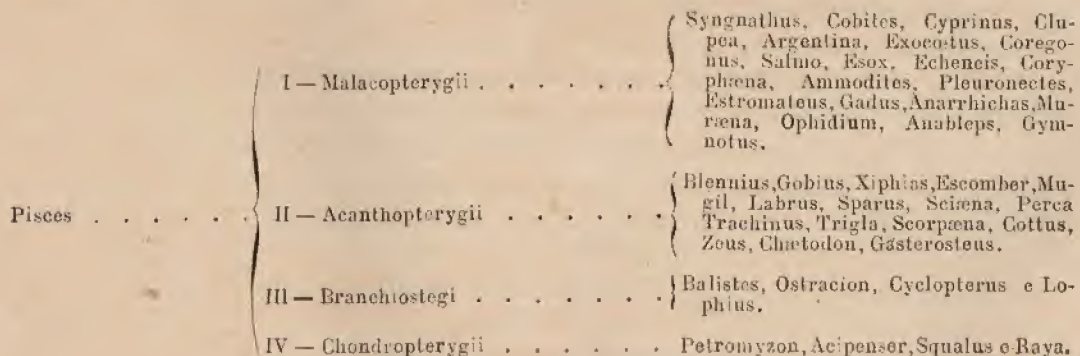 Pisces . . . . . .
I — Malacopterygii . . . . . . .
Syngnathus, Cobites, Cyprinus, Clu-
pea, Argentina, Exocœtus, Corego-
nus, Salmo, Esox, Echeneis, Cory-
phæna, Ammodites, Pleuronectes,
Estromateus, Gadus, Anarrhichas, Mu-
ræna, Ophidium, Anableps, Gym-
notus.
II — Acanthopterygii . . . . . .
Blennius, Gobius, Xiphias, Escomber, Mu-
gil, Labrus, Sparus, Sciæna, Perca
Trachinus, Trigla, Scorpæna, Cottus,
Zeus, Chætodon, Gasterosteus.
III — Branchiostegi . . . . . . .
Balistes, Ostracion, Cyclopterus e Lo-
phius.
IV — Chondropterygii . . . . . . Petromyzon, Acipenser, Squalus e Raya.